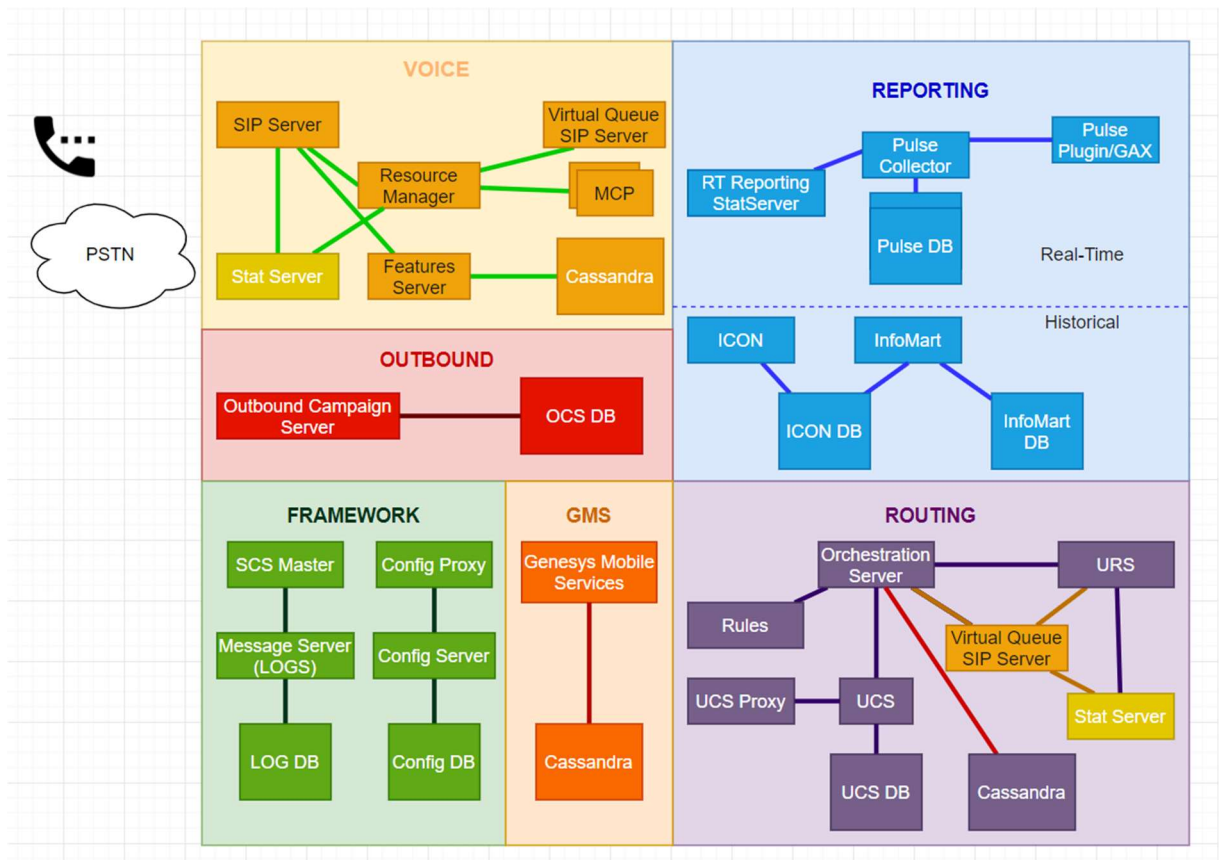 VOICE
SIP Server
Virtual Queue
SIP Server
Resource
Manager
MCP
PSTN
Stat Server
Features
Server
Cassandra
REPORTING
Pulse
Collector
Pulse
Plugin/GAX
RT Reporting
StatServer
Pulse DB
Real-Time
Historical
ICON
InfoMart
ICON DB
InfoMart
DB
OUTBOUND
Outbound Campaign
Server
OCS DB
FRAMEWORK
SCS Master
Config Proxy
Message Server
(LOGS)
Config Server
LOG DB
Config DB
GMS
Genesys Mobile
Services
Cassandra
ROUTING
Orchestration
Server
URS
Rules
Virtual Queue
SIP Server
UCS Proxy
UCS
Stat Server
UCS DB
Cassandra